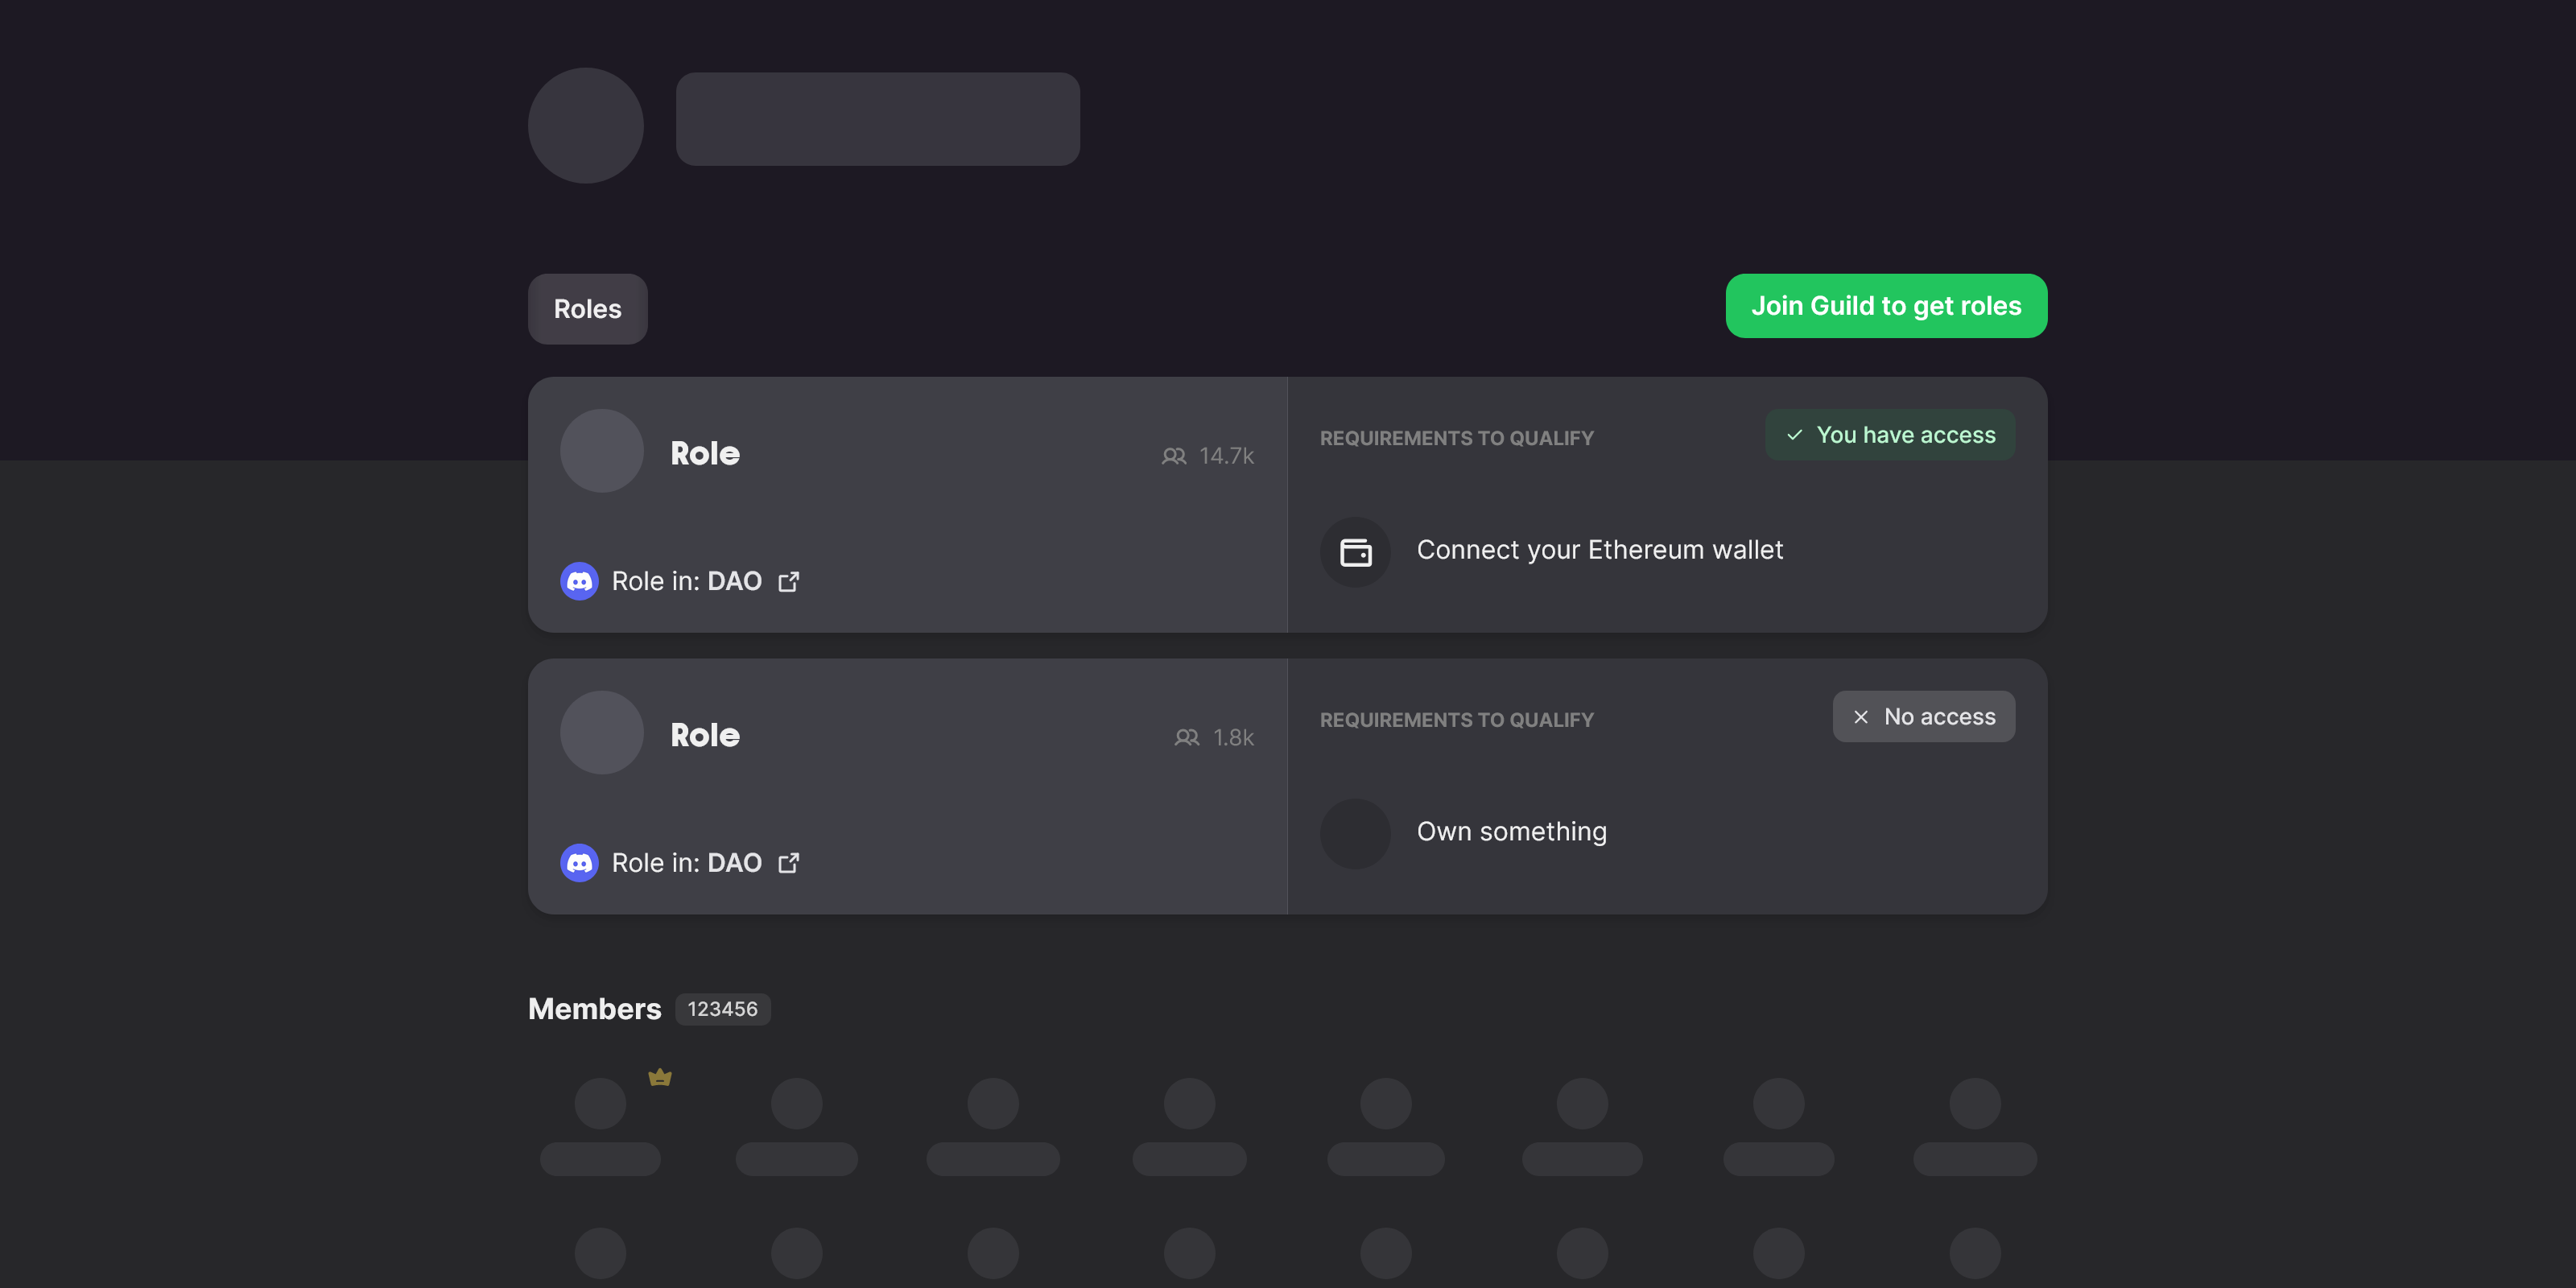 Roles
Join Guild to get roles
Role
14.7k
REQUIREMENTS TO QUALIFY
You have access
Connect your Ethereum wallet
Role in: DAO
Role
1.8k
REQUIREMENTS TO QUALIFY
No access
Own something
Role in: DAO
Members
123456